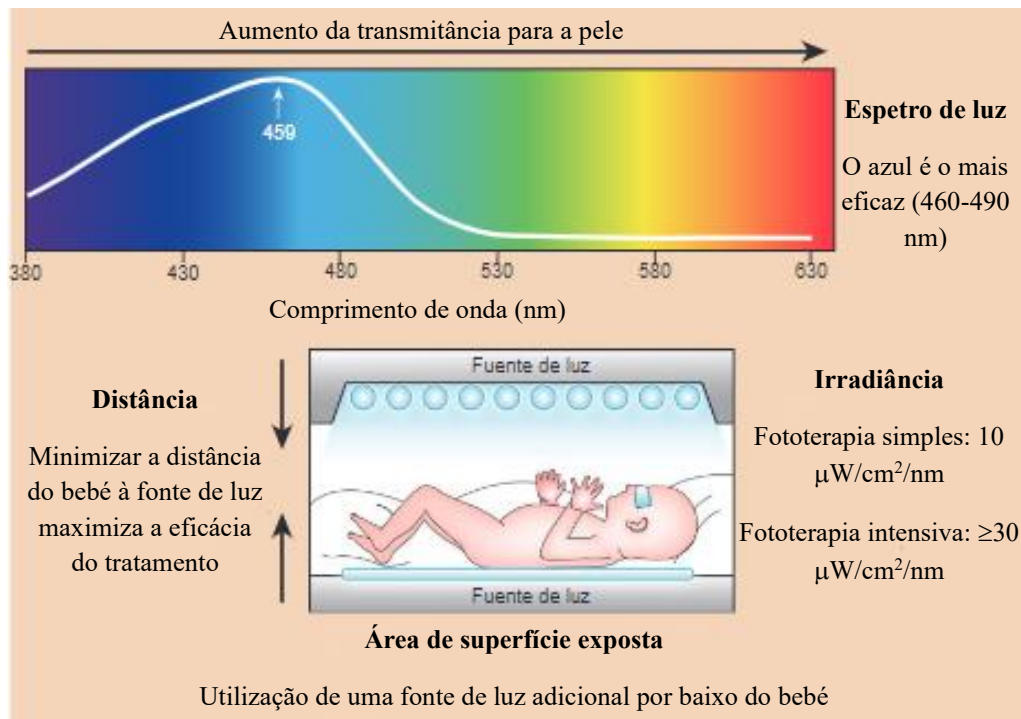 Aumento da transmitância para a pele
459
380 430 480 530 580 630
Comprimento de onda (nm)
Espetro de luz
O azul é o mais
eficaz (460-490
nm)
Distância
Minimizar a distância
do bebé à fonte de luz
maximiza a eficácia
do tratamento
Fuente de luz
Fuente de luz
Irradiância
Fototerapia simples: 10
μW/cm²/nm
Fototerapia intensiva: ≥30
μW/cm²/nm
Área de superfície exposta
Utilização de uma fonte de luz adicional por baixo do bebé